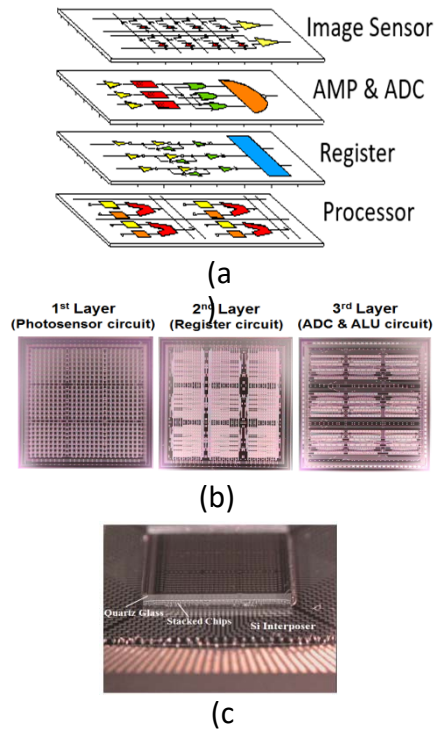 Image Sensor
AMP & ADC
Register
Processor
(a
)
1st Layer
(Photosensor circuit)
2nd Layer
(Register circuit)
3rd Layer
(ADC & ALU circuit)
(b)
Quartz Glass
Stacked Chips
Si Interposer
(c